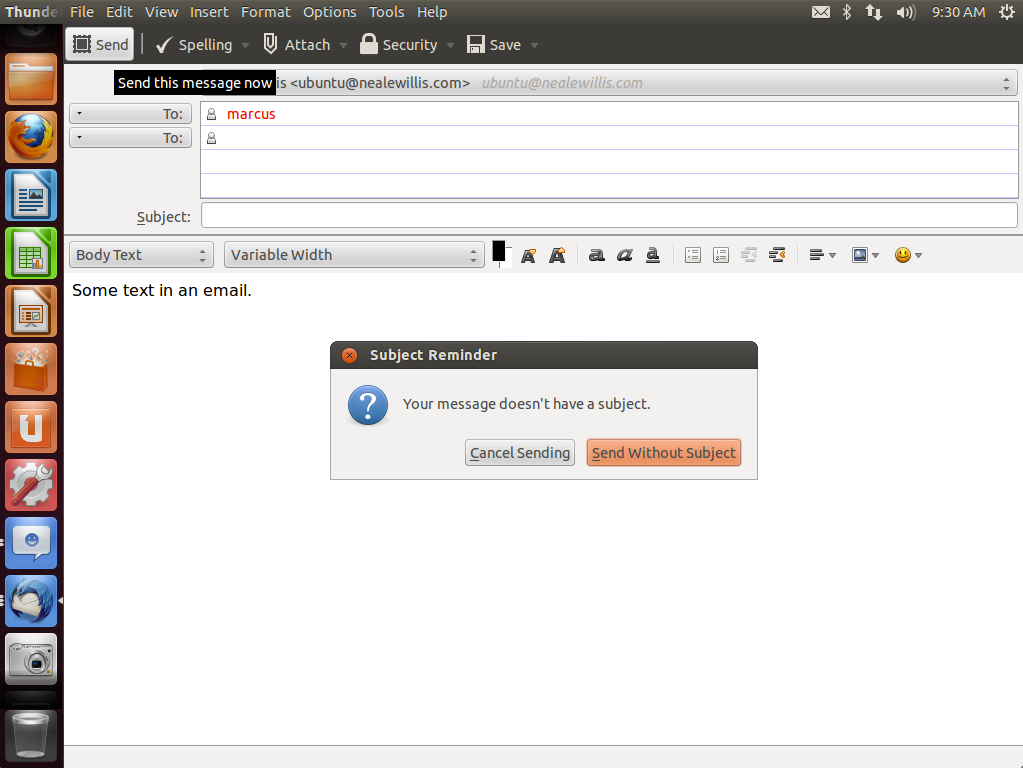 Thunde File Edit View Insert Format Options Tools Help 9:30 AM
Send Spelling Attach Security Save
Send this message now is <ubuntu@nealewillis.com> ubuntu@nealewillis.com
To: marcus
To:
Subject:
Body Text Variable Width
Some text in an email.
Subject Reminder
Your message doesn't have a subject.
Cancel Sending Send Without Subject